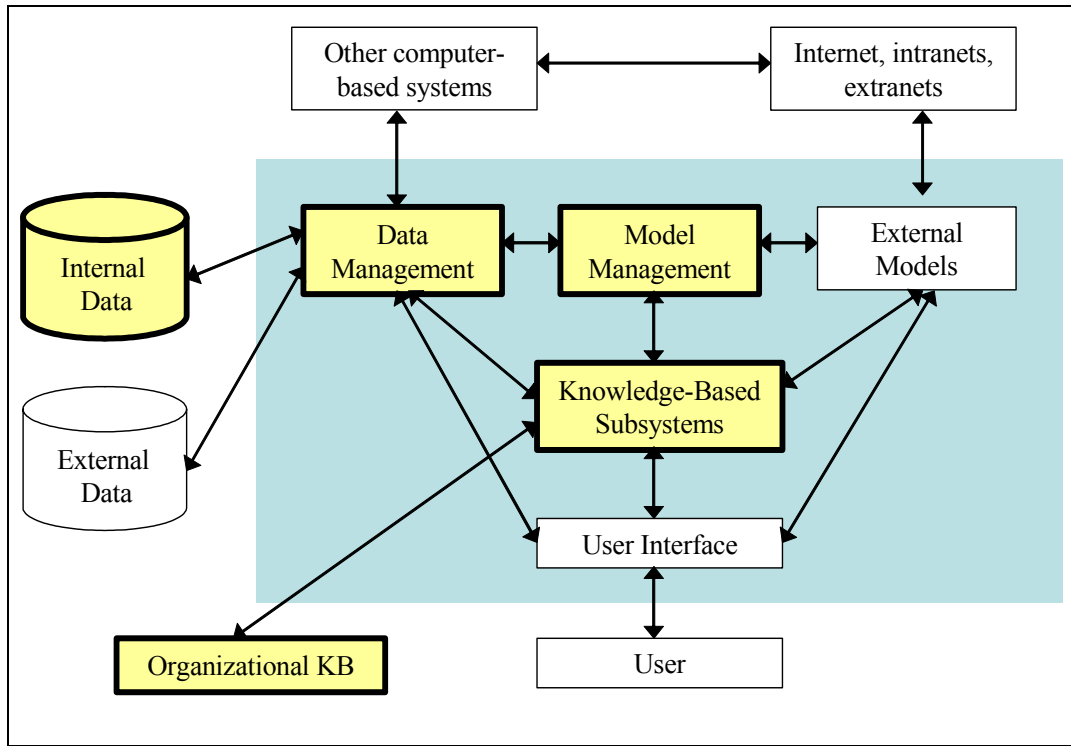 Other computer-
based systems
Internet, intranets,
extranets
Internal
Data
Data
Management
Model
Management
External
Models
Knowledge-Based
Subsystems
External
Data
User Interface
Organizational KB
User